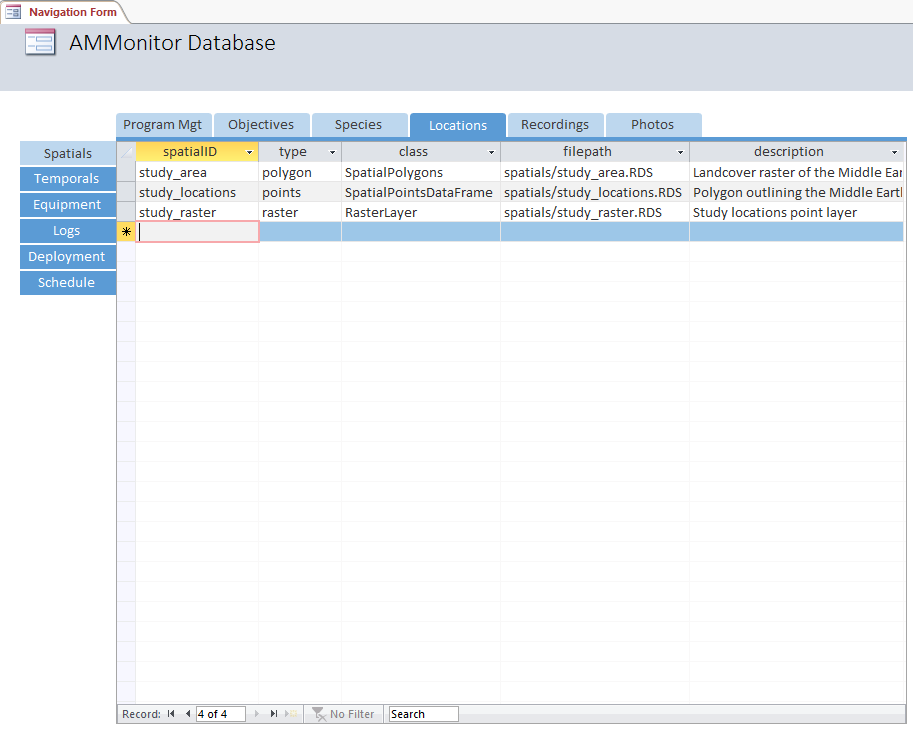 Navigation Form
AMMonitor Database
Program Mgt Objectives Species Locations Recordings Photos
Spatials
Temporals
Equipment
Logs
Deployment
Schedule
spatialID type class filepath description
study_area polygon SpatialPolygons spatials/study_area.RDS Landcover raster of the Middle Ear
study_locations points SpatialPointsDataFrame spatials/study_locations.RDS Polygon outlining the Middle Eartl
study_raster raster RasterLayer spatials/study_raster.RDS Study locations point layer
Record: 4 of 4 No Filter Search